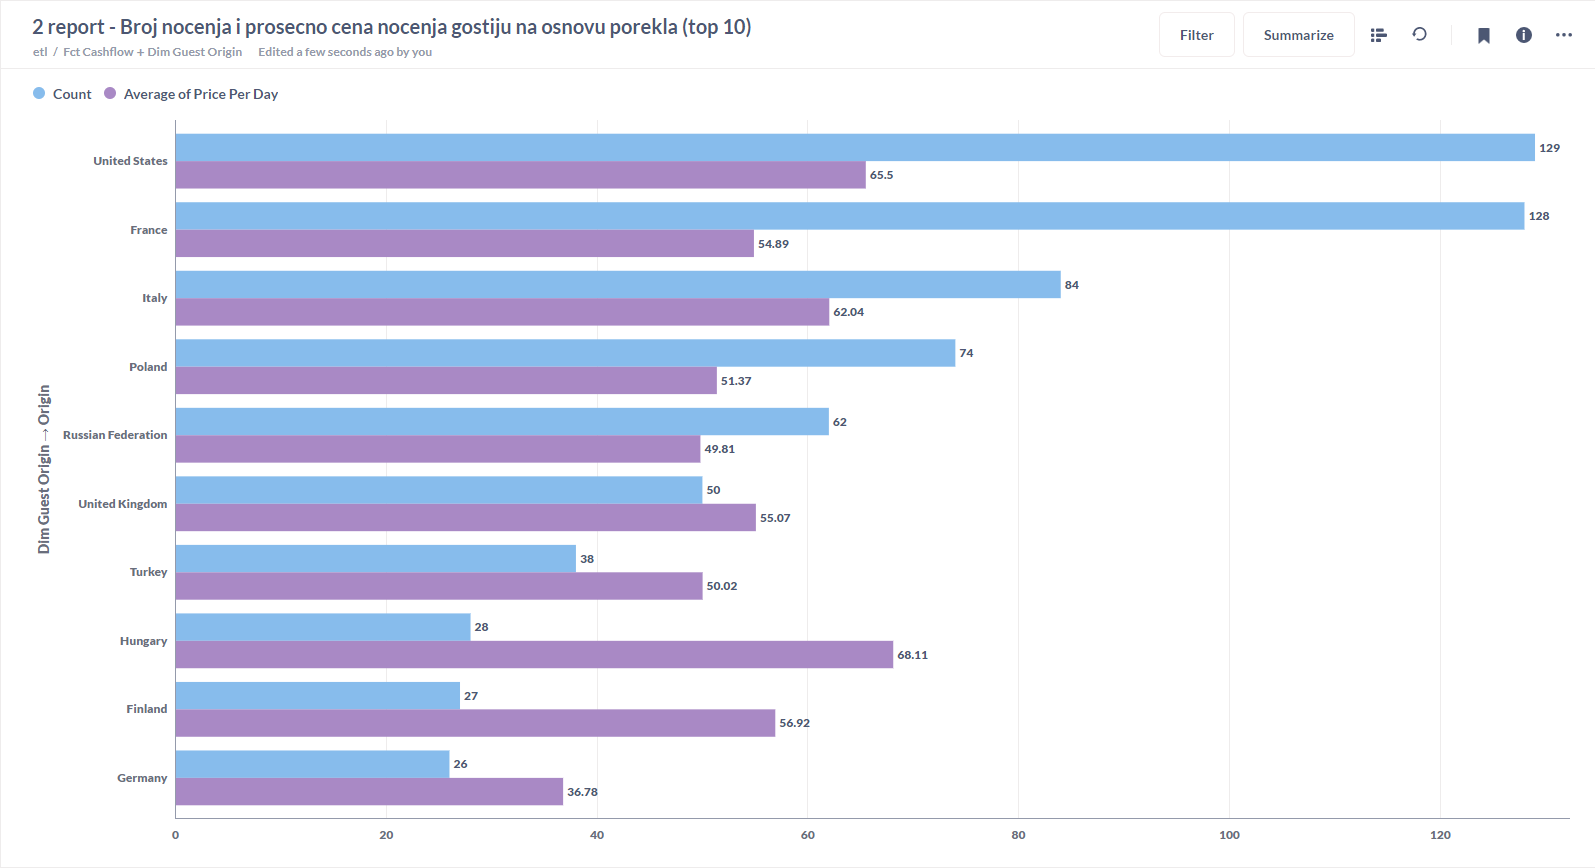 2 report - Broj nocenja i prosecno cena nocenja gostiju na osnovu porekla (top 10)
etl / Fct Cashflow + Dim Guest Origin Edited a few seconds ago by you
Filter
Summarize
Count
Average of Price Per Day
Dim Guest Origin → Origin
United States
129
65.5
France
128
54.89
Italy
84
62.04
Poland
74
51.37
Russian Federation
62
49.81
United Kingdom
50
55.07
Turkey
38
50.02
Hungary
28
68.11
Finland
27
56.92
Germany
26
36.78
0 20 40 60 80 100 120